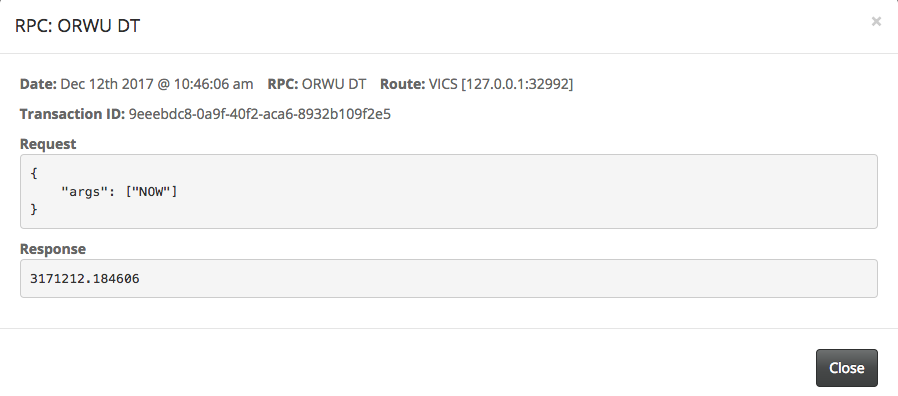 RPC: ORWU DT
×
Date: Dec 12th 2017 @ 10:46:06 am RPC: ORWU DT Route: VICS [127.0.0.1:32992]
Transaction ID: 9eeebdc8-0a9f-40f2-aca6-8932b109f2e5
Request
{
    "args": ["NOW"]
}
Response
3171212.184606
Close